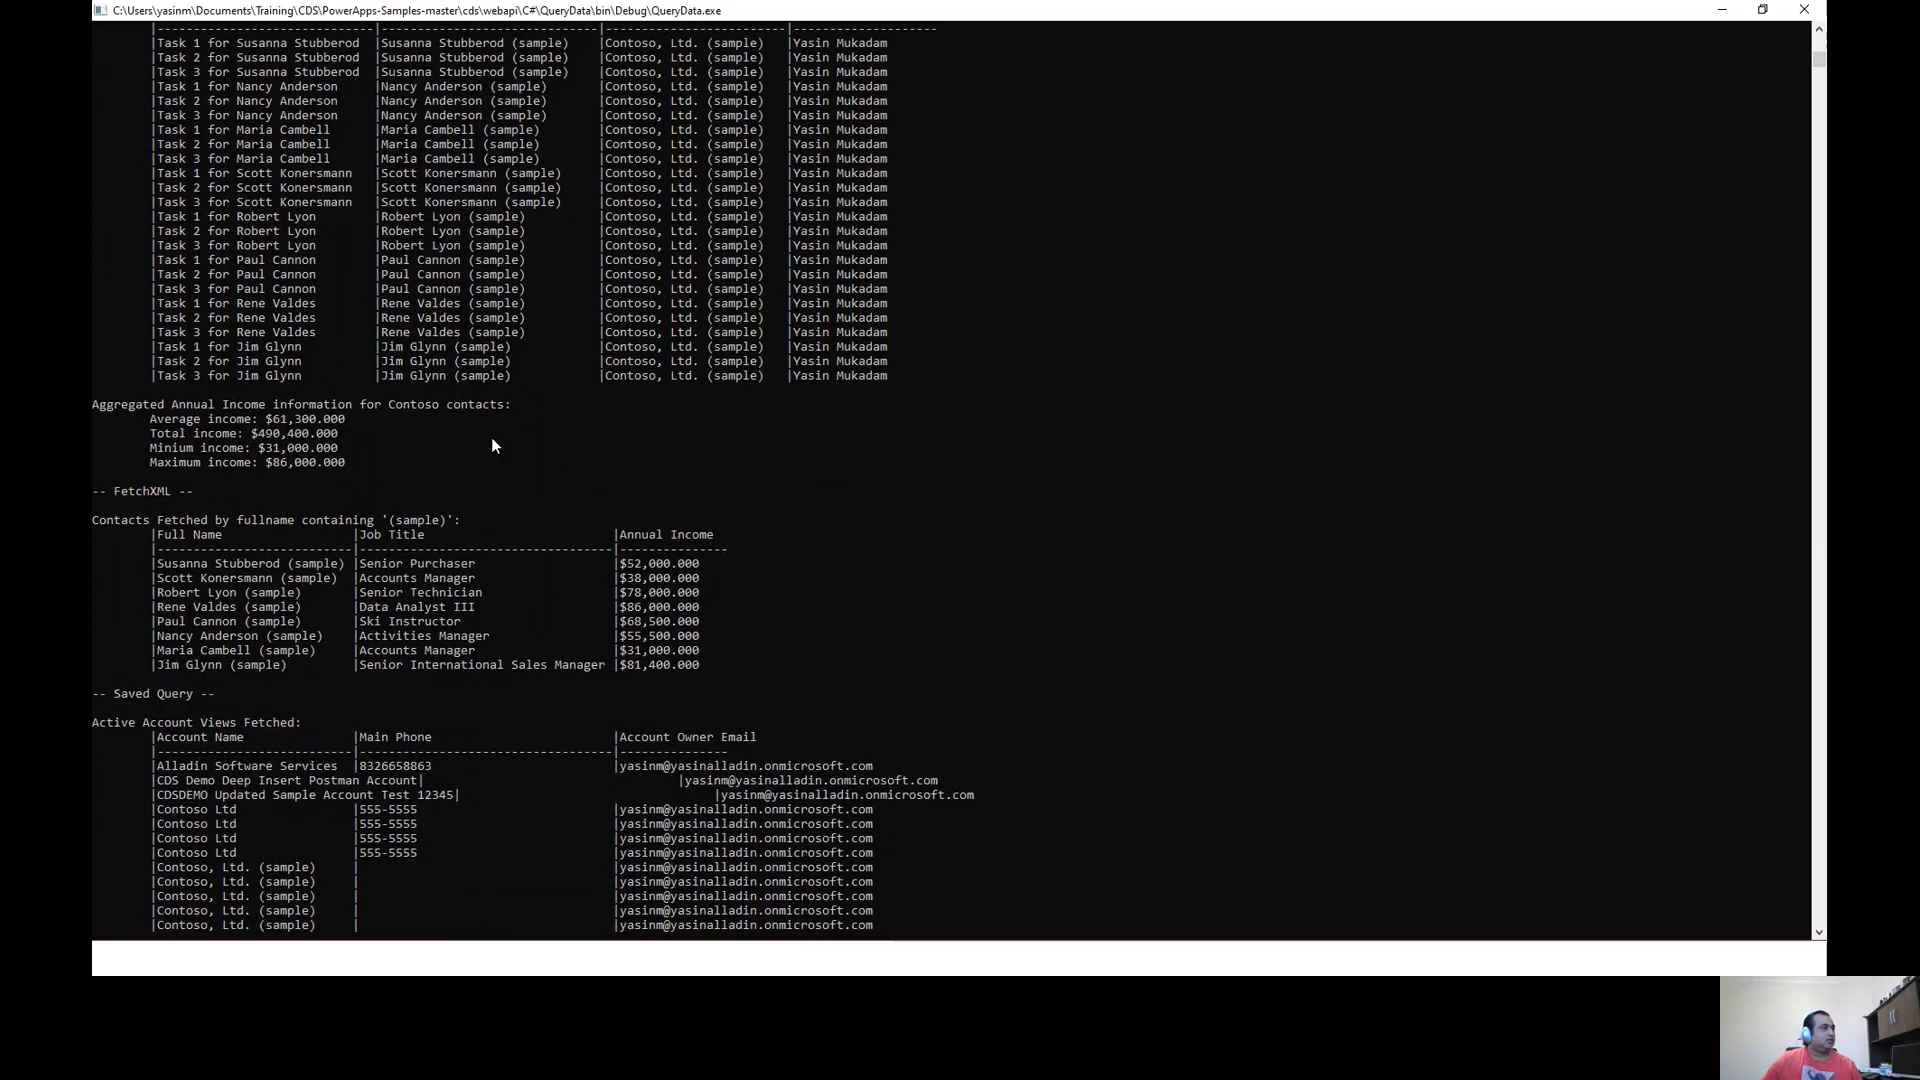 C:\Users\yasinm\Documents\Training\CDS\PowerApps-Samples-master\cds\webapi\C#\QueryData\bin\Debug\QueryData.exe
|-----------------------------|------------------------------|------------------------|--------------------
|Task 1 for Susanna Stubberod |Susanna Stubberod (sample) |Contoso, Ltd. (sample) |Yasin Mukadam
|Task 2 for Susanna Stubberod |Susanna Stubberod (sample) |Contoso, Ltd. (sample) |Yasin Mukadam
|Task 3 for Susanna Stubberod |Susanna Stubberod (sample) |Contoso, Ltd. (sample) |Yasin Mukadam
|Task 1 for Nancy Anderson |Nancy Anderson (sample) |Contoso, Ltd. (sample) |Yasin Mukadam
|Task 2 for Nancy Anderson |Nancy Anderson (sample) |Contoso, Ltd. (sample) |Yasin Mukadam
|Task 3 for Nancy Anderson |Nancy Anderson (sample) |Contoso, Ltd. (sample) |Yasin Mukadam
|Task 1 for Maria Cambell |Maria Cambell (sample) |Contoso, Ltd. (sample) |Yasin Mukadam
|Task 2 for Maria Cambell |Maria Cambell (sample) |Contoso, Ltd. (sample) |Yasin Mukadam
|Task 3 for Maria Cambell |Maria Cambell (sample) |Contoso, Ltd. (sample) |Yasin Mukadam
|Task 1 for Scott Konersmann |Scott Konersmann (sample) |Contoso, Ltd. (sample) |Yasin Mukadam
|Task 2 for Scott Konersmann |Scott Konersmann (sample) |Contoso, Ltd. (sample) |Yasin Mukadam
|Task 3 for Scott Konersmann |Scott Konersmann (sample) |Contoso, Ltd. (sample) |Yasin Mukadam
|Task 1 for Robert Lyon |Robert Lyon (sample) |Contoso, Ltd. (sample) |Yasin Mukadam
|Task 2 for Robert Lyon |Robert Lyon (sample) |Contoso, Ltd. (sample) |Yasin Mukadam
|Task 3 for Robert Lyon |Robert Lyon (sample) |Contoso, Ltd. (sample) |Yasin Mukadam
|Task 1 for Paul Cannon |Paul Cannon (sample) |Contoso, Ltd. (sample) |Yasin Mukadam
|Task 2 for Paul Cannon |Paul Cannon (sample) |Contoso, Ltd. (sample) |Yasin Mukadam
|Task 3 for Paul Cannon |Paul Cannon (sample) |Contoso, Ltd. (sample) |Yasin Mukadam
|Task 1 for Rene Valdes |Rene Valdes (sample) |Contoso, Ltd. (sample) |Yasin Mukadam
|Task 2 for Rene Valdes |Rene Valdes (sample) |Contoso, Ltd. (sample) |Yasin Mukadam
|Task 3 for Rene Valdes |Rene Valdes (sample) |Contoso, Ltd. (sample) |Yasin Mukadam
|Task 1 for Jim Glynn |Jim Glynn (sample) |Contoso, Ltd. (sample) |Yasin Mukadam
|Task 2 for Jim Glynn |Jim Glynn (sample) |Contoso, Ltd. (sample) |Yasin Mukadam
|Task 3 for Jim Glynn |Jim Glynn (sample) |Contoso, Ltd. (sample) |Yasin Mukadam
Aggregated Annual Income information for Contoso contacts:
Average income: $61,300.000
Total income: $490,400.000
Minium income: $31,000.000
Maximum income: $86,000.000
-- FetchXML --
Contacts Fetched by fullname containing '(sample)':
|Full Name |Job Title |Annual Income
|---------------------------|-----------------------------------|---------------
|Susanna Stubberod (sample) |Senior Purchaser |$52,000.000
|Scott Konersmann (sample) |Accounts Manager |$38,000.000
|Robert Lyon (sample) |Senior Technician |$78,000.000
|Rene Valdes (sample) |Data Analyst III |$86,000.000
|Paul Cannon (sample) |Ski Instructor |$68,500.000
|Nancy Anderson (sample) |Activities Manager |$55,500.000
|Maria Cambell (sample) |Accounts Manager |$31,000.000
|Jim Glynn (sample) |Senior International Sales Manager |$81,400.000
-- Saved Query --
Active Account Views Fetched:
|Account Name |Main Phone |Account Owner Email
|---------------------------|-----------------------------------|---------------
|Alladin Software Services |8326658863 |yasinm@yasinalladin.onmicrosoft.com
|CDS Demo Deep Insert Postman Account| |yasinm@yasinalladin.onmicrosoft.com
|CDSDEMO Updated Sample Account Test 12345| |yasinm@yasinalladin.onmicrosoft.com
|Contoso Ltd |555-5555 |yasinm@yasinalladin.onmicrosoft.com
|Contoso Ltd |555-5555 |yasinm@yasinalladin.onmicrosoft.com
|Contoso Ltd |555-5555 |yasinm@yasinalladin.onmicrosoft.com
|Contoso Ltd |555-5555 |yasinm@yasinalladin.onmicrosoft.com
|Contoso, Ltd. (sample) | |yasinm@yasinalladin.onmicrosoft.com
|Contoso, Ltd. (sample) | |yasinm@yasinalladin.onmicrosoft.com
|Contoso, Ltd. (sample) | |yasinm@yasinalladin.onmicrosoft.com
|Contoso, Ltd. (sample) | |yasinm@yasinalladin.onmicrosoft.com
|Contoso, Ltd. (sample) | |yasinm@yasinalladin.onmicrosoft.com